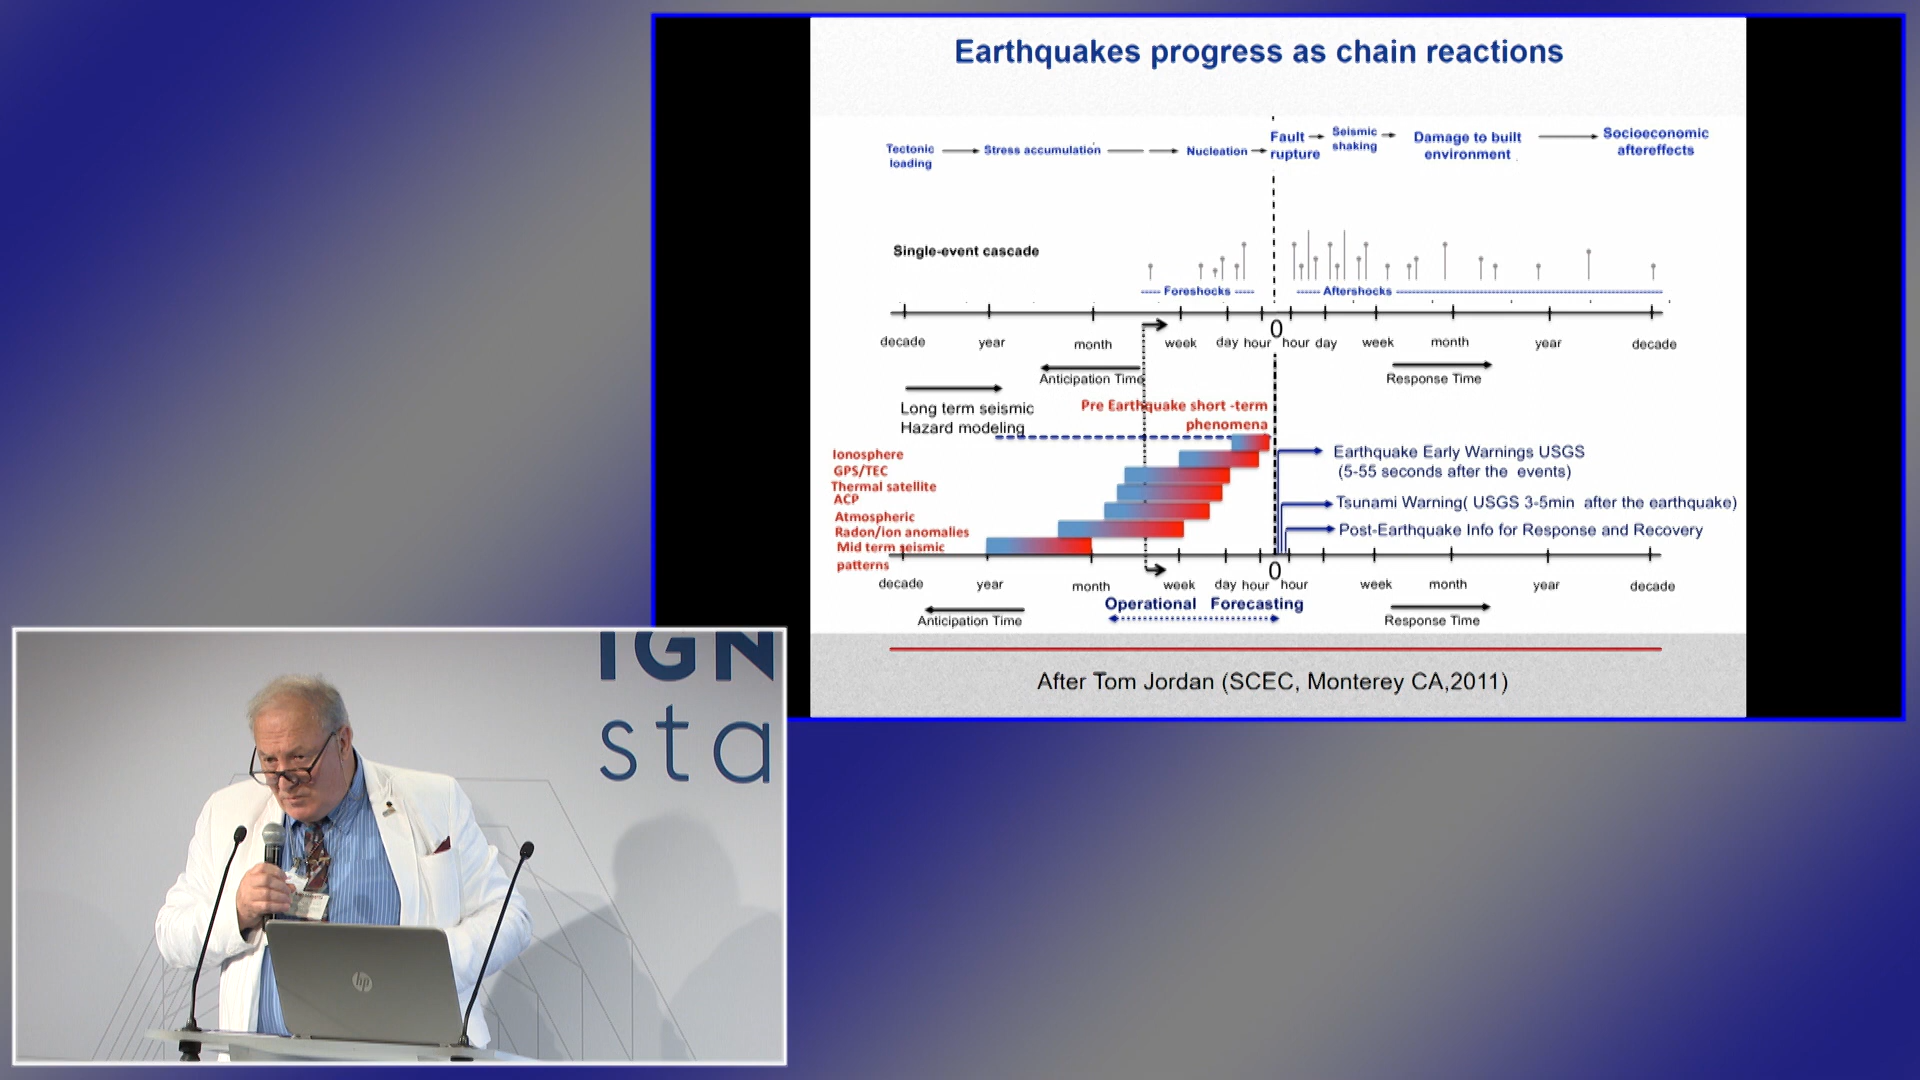 Earthquakes progress as chain reactions
Tectonic
loading
Stress accumulation
Nucleation
Fault
rupture
Seismic
shaking
Damage to built
environment
Socioeconomic
aftereffects
Single-event cascade
Foreshocks
Aftershocks
0
decade year month week day hour hour day week month year decade
Anticipation Time
Response Time
Long term seismic
Hazard modeling
Pre Earthquake short -term
phenomena
Ionosphere
GPS/TEC
Thermal satellite
ACP
Atmospheric
Radon/ion anomalies
Mid term seismic
patterns
Earthquake Early Warnings USGS
(5-55 seconds after the events)
Tsunami Warning( USGS 3-5min after the earthquake)
Post-Earthquake Info for Response and Recovery
0
decade year month week day hour hour week month year decade
Operational Forecasting
Anticipation Time
Response Time
After Tom Jordan (SCEC, Monterey CA,2011)
IGN
sta
hp